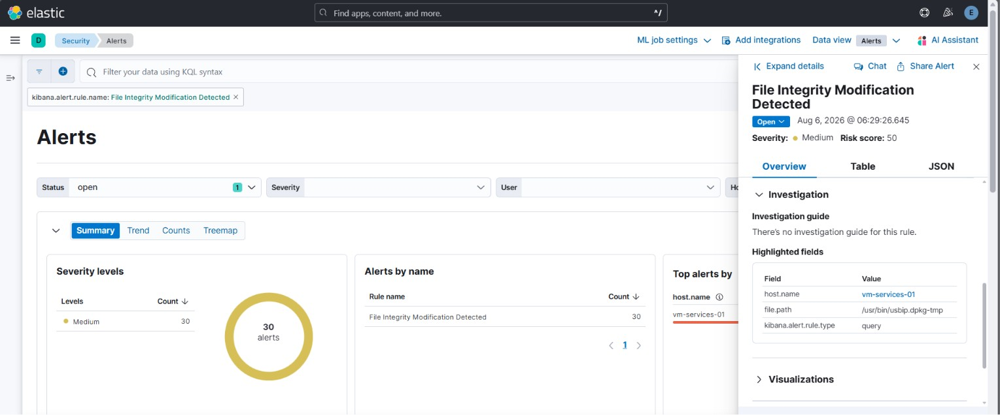 elastic
Find apps, content, and more.
^/
E
D
Security
Alerts
ML job settings
Add integrations
Data view
Alerts
AI Assistant
Filter your data using KQL syntax
kibana.alert.rule.name: File Integrity Modification Detected
Alerts
Status
open
1
Severity
User
Ho
Summary
Trend
Counts
Treemap
Severity levels
Levels Count
Medium 30
30
alerts
Alerts by name
Rule name Count
File Integrity Modification Detected 30
1
Top alerts by
host.name
vm-services-01
Expand details
Chat
Share Alert
File Integrity Modification
Detected
Open
Aug 6, 2026 @ 06:29:26.645
Severity: Medium Risk score: 50
Overview
Table
JSON
Investigation
Investigation guide
There's no investigation guide for this rule.
Highlighted fields
Field Value
host.name vm-services-01
file.path /usr/bin/usbip.dpkg-tmp
kibana.alert.rule.type query
Visualizations